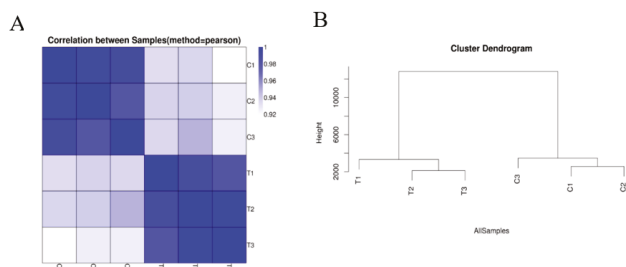 A
Correlation between Samples(method=pearson)
1
0.98
0.96
0.94
0.92
C1
C2
C3
T1
T2
T3
B
Cluster Dendrogram
Height
10000
6000
2000
T1
T2
T3
C3
C1
C2
AllSamples